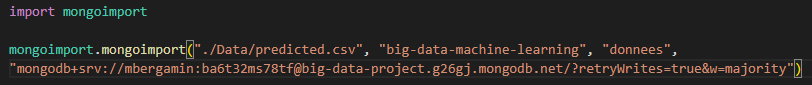 import mongoimport
mongoimport.mongoimport("./Data/predicted.csv", "big-data-machine-learning", "donnees",
"mongodb+srv://mbergamin:ba6t32ms78tf@big-data-project.g26gj.mongodb.net/?retryWrites=true&w=majority")